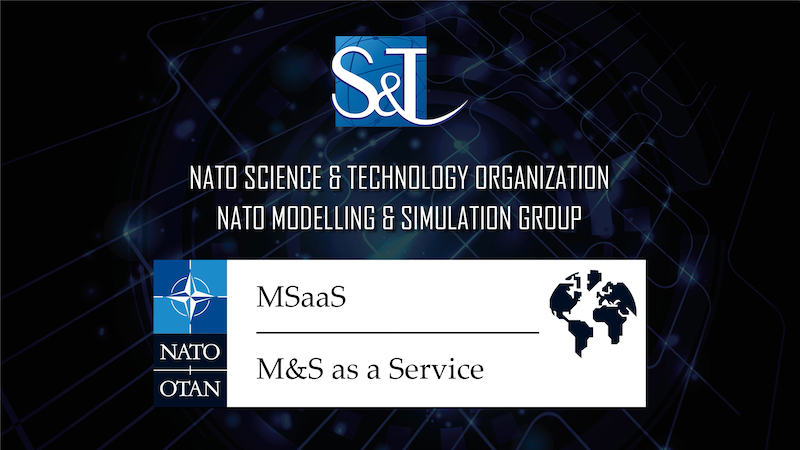 S&T
NATO SCIENCE & TECHNOLOGY ORGANIZATION
NATO MODELLING & SIMULATION GROUP
MSaaS
NATO
OTAN
M&S as a Service